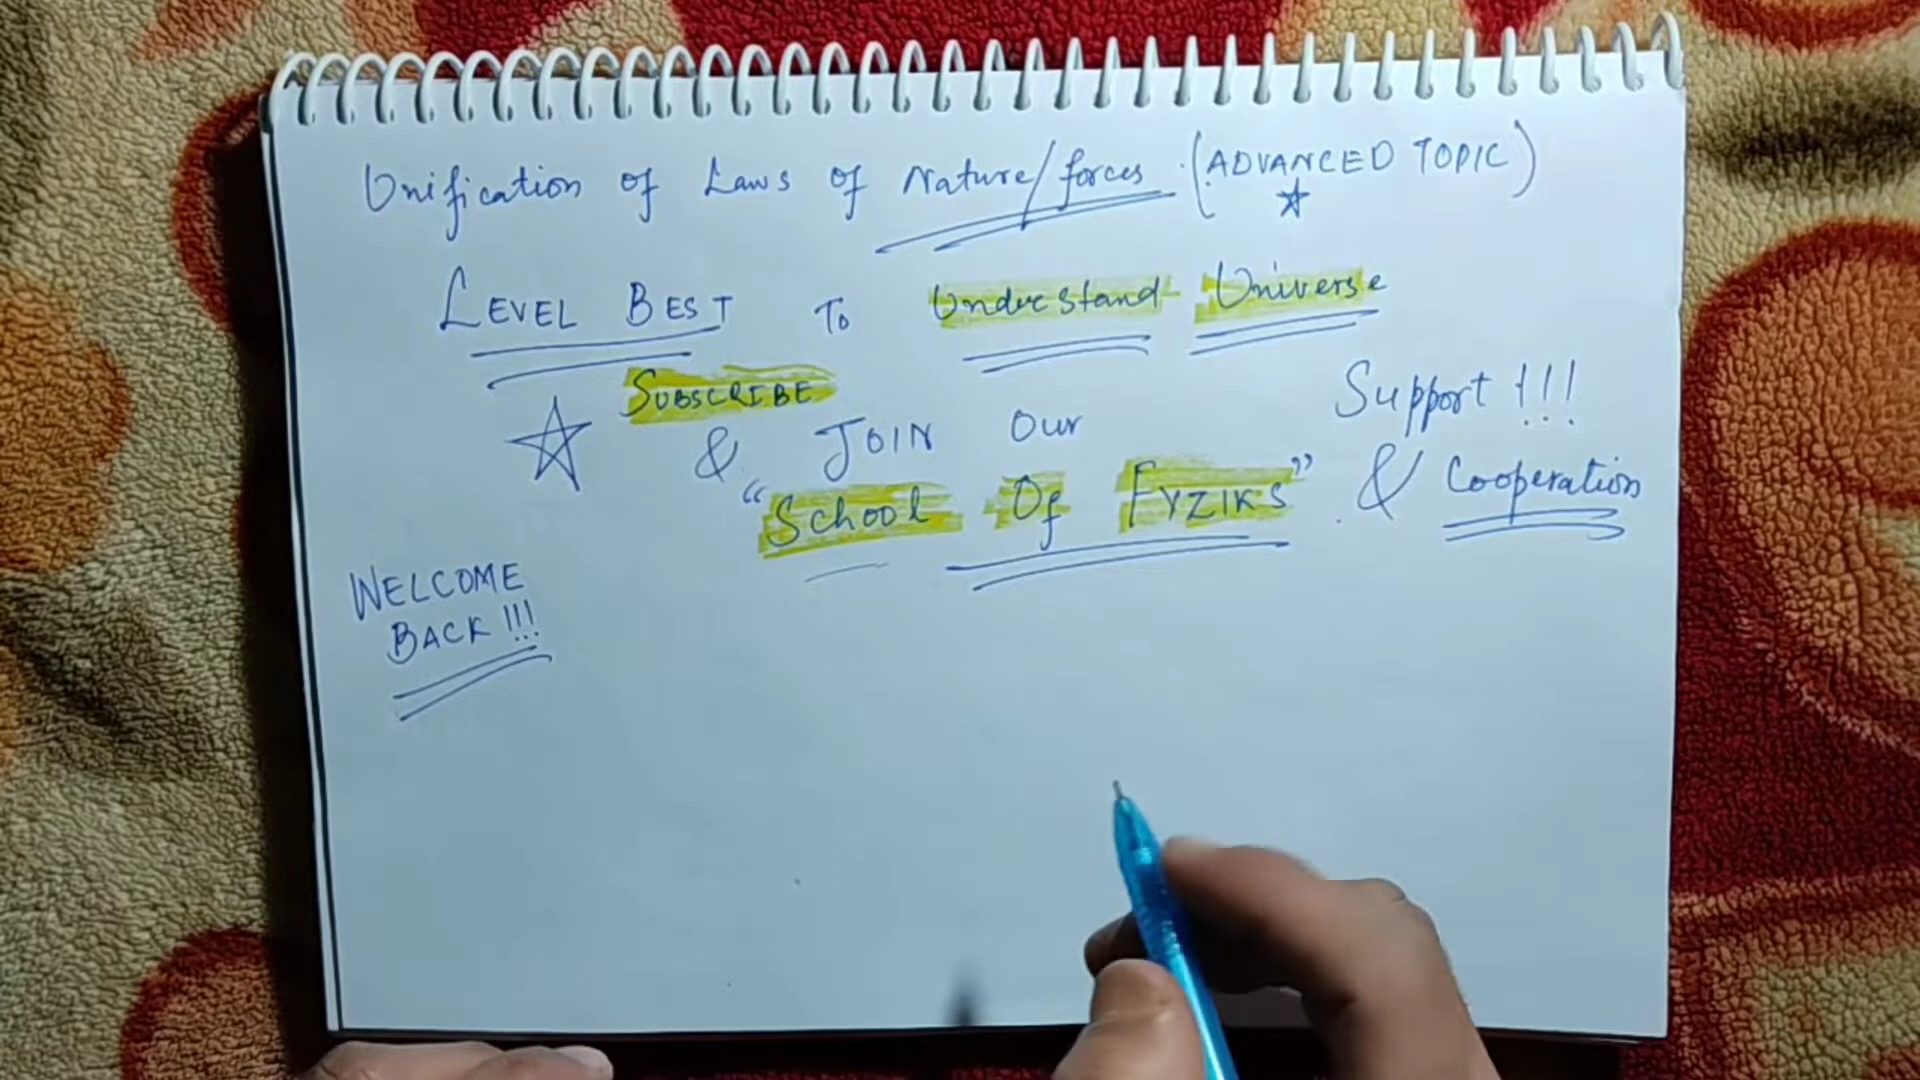 Unification of Laws of Nature/forces. (ADVANCED TOPIC)
LEVEL BEST TO Understand Universe
SUBSCRIBE
& JOIN Our
Support !!!
"School Of FYZIKS" & Cooperation
WELCOME
BACK !!!